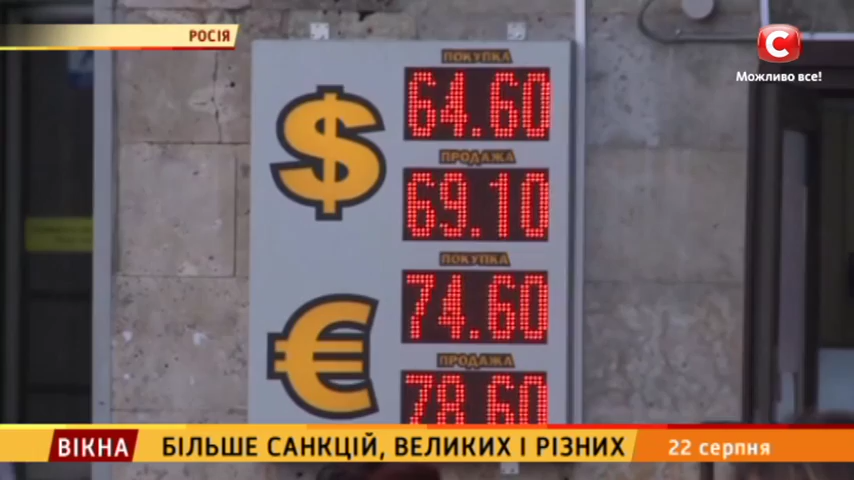 РОСІЯ
С
Можливо все!
ПОКУПКА
$ 64.60
ПРОДАЖА
69.10
ПОКУПКА
€ 74.60
ПРОДАЖА
78.60
ВІКНА БІЛЬШЕ САНКЦІЙ, ВЕЛИКИХ І РІЗНИХ 22 серпня